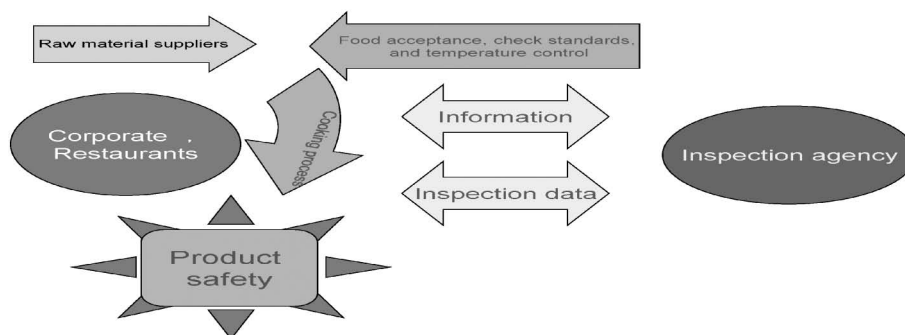 Raw material suppliers
Food acceptance, check standards,
and temperature control
Cooking process
Information
Corporate ,
Restaurants
Inspection agency
Inspection data
Product
safety